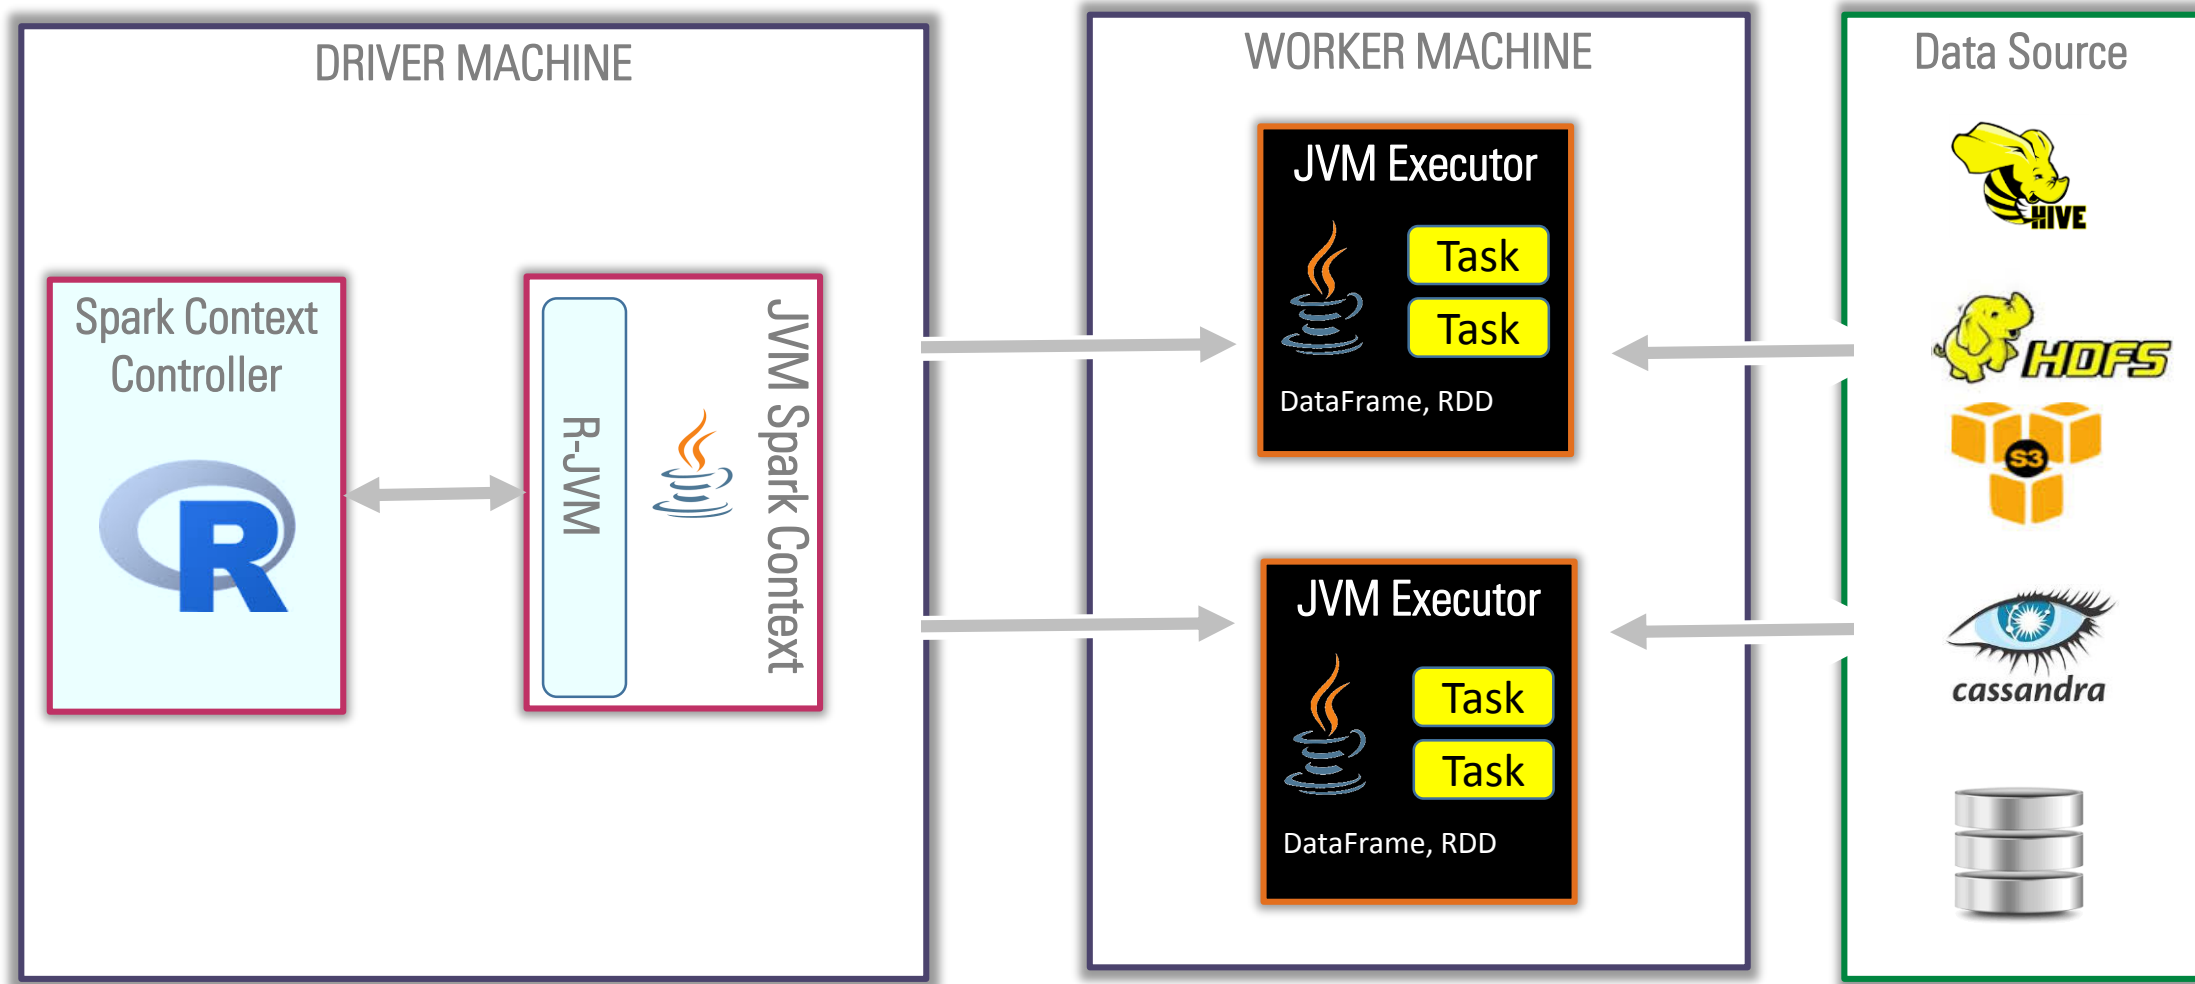 DRIVER MACHINE
Spark Context
Controller
R
R-JVM
JVM Spark Context
WORKER MACHINE
JVM Executor
Task
Task
DataFrame, RDD
JVM Executor
Task
Task
DataFrame, RDD
Data Source
HIVE
HDFS
S3
cassandra